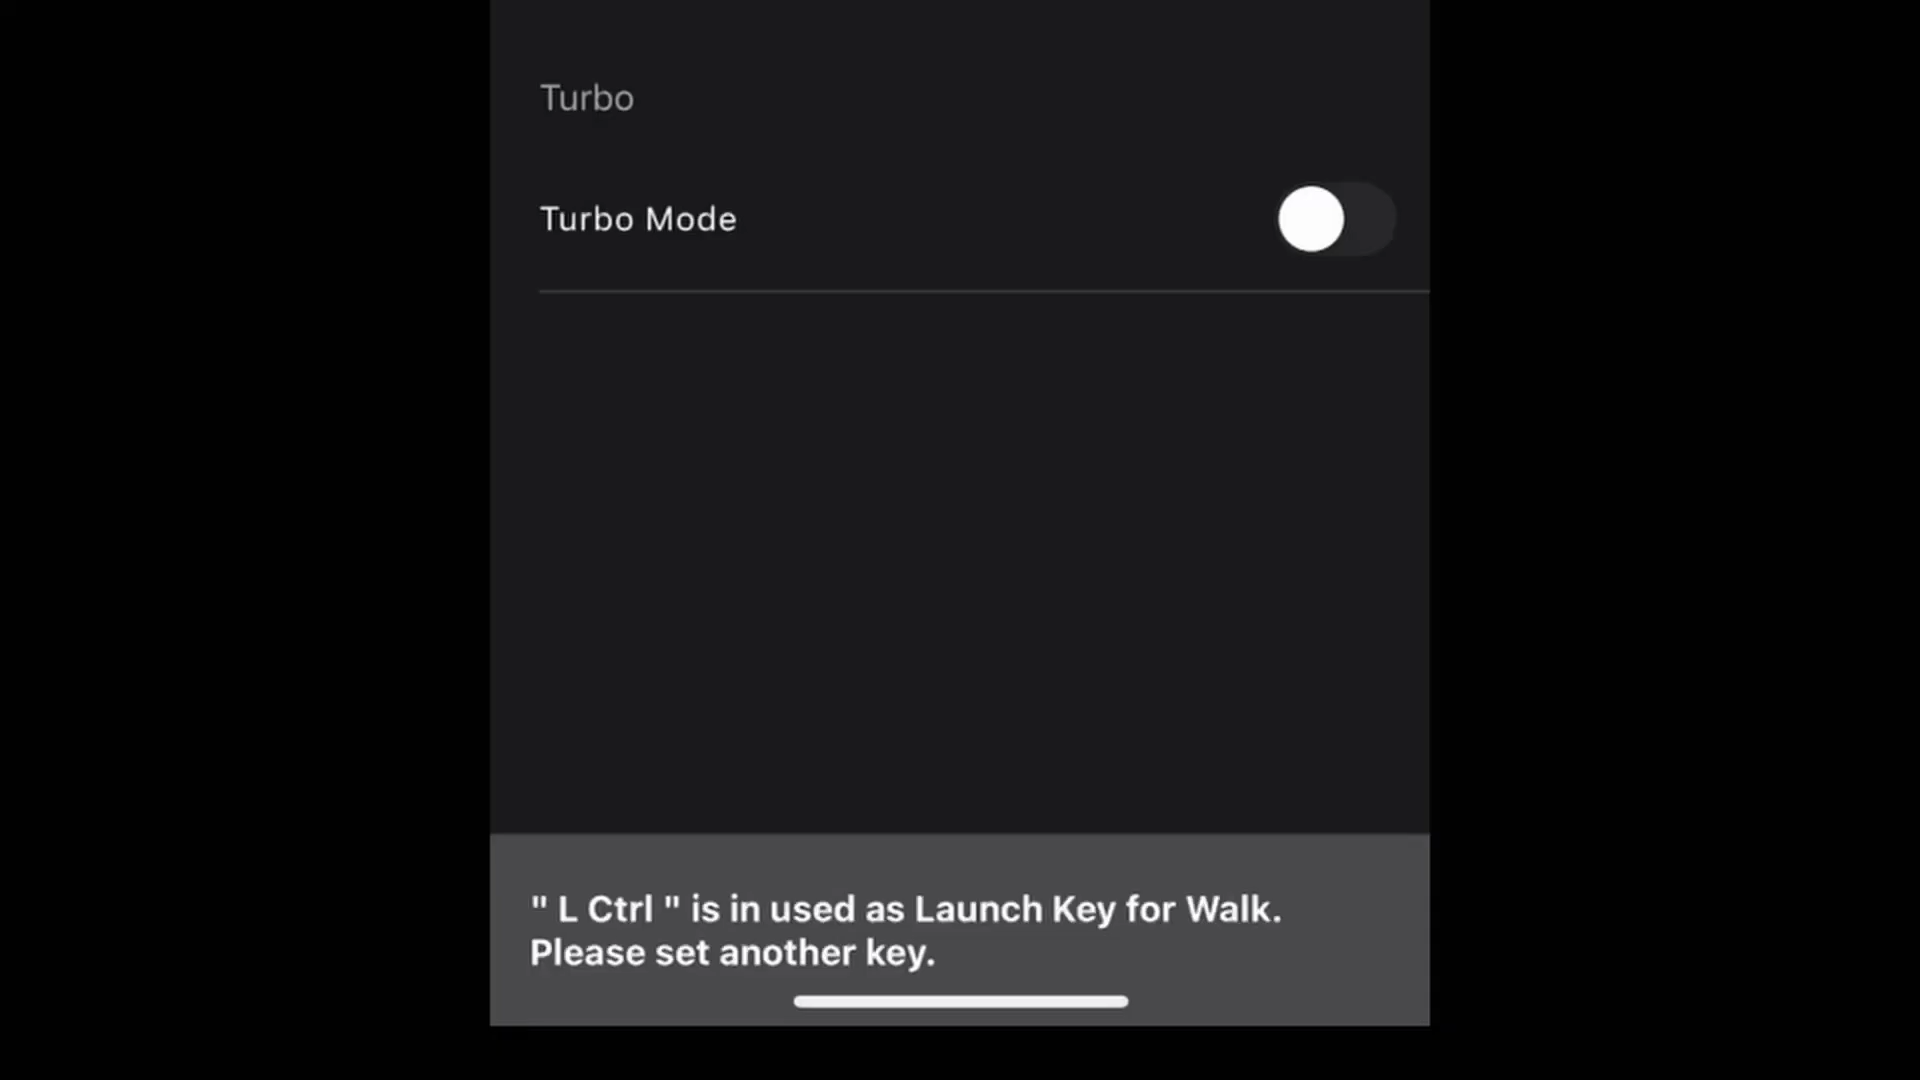 Turbo
Turbo Mode
" L Ctrl " is in used as Launch Key for Walk.
Please set another key.